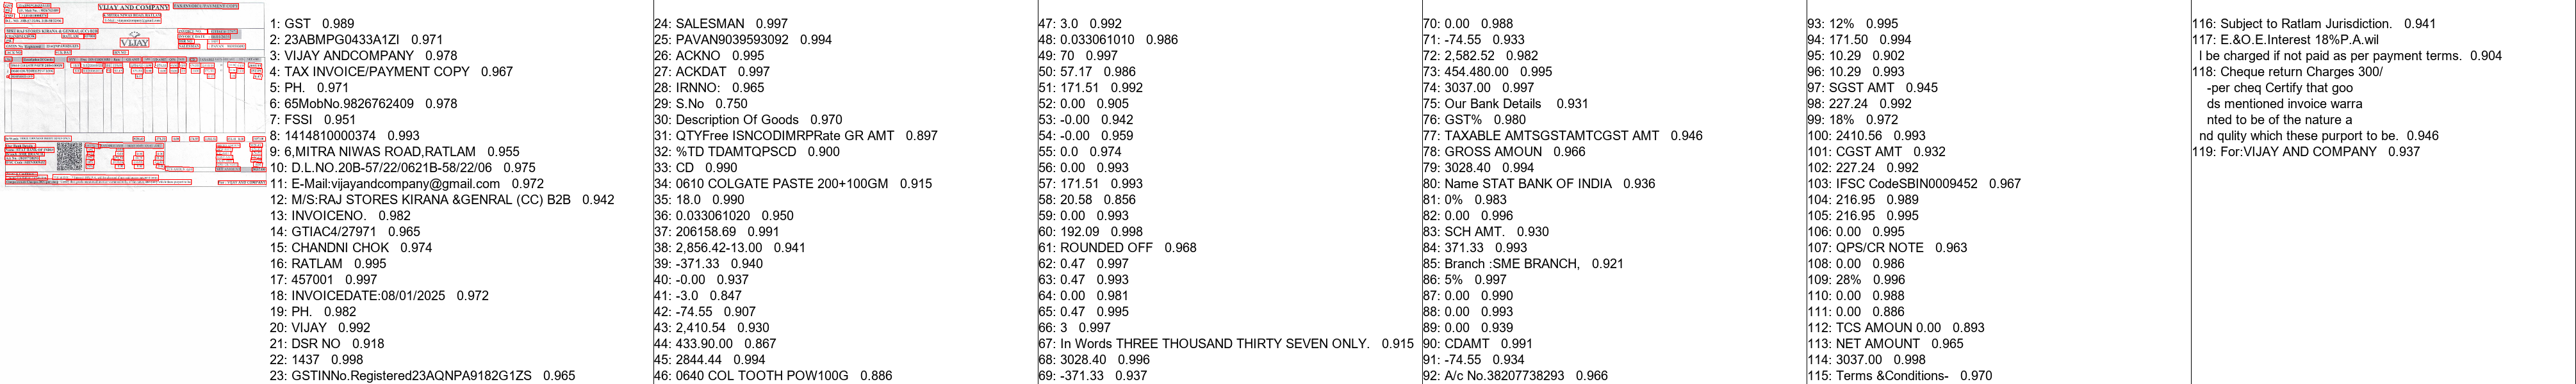 1: GST 0.989
2: 23ABMPG0433A1ZI 0.971
3: VIJAY ANDCOMPANY 0.978
4: TAX INVOICE/PAYMENT COPY 0.967
5: PH. 0.971
6: 65MobNo.9826762409 0.978
7: FSSI 0.951
8: 1414810000374 0.993
9: 6,MITRA NIWAS ROAD,RATLAM 0.955
10: D.L.NO.20B-57/22/0621B-58/22/06 0.975
11: E-Mail:vijayandcompany@gmail.com 0.972
12: M/S:RAJ STORES KIRANA &GENRAL (CC) B2B 0.942
13: INVOICENO. 0.982
14: GTIAC4/27971 0.965
15: CHANDNI CHOK 0.974
16: RATLAM 0.995
17: 457001 0.997
18: INVOICEDATE:08/01/2025 0.972
19: PH. 0.982
20: VIJAY 0.992
21: DSR NO 0.918
22: 1437 0.998
23: GSTINNo.Registered23AQNPA9182G1ZS 0.965
24: SALESMAN 0.997
25: PAVAN9039593092 0.994
26: ACKNO 0.995
27: ACKDAT 0.997
28: IRNNO: 0.965
29: S.No 0.750
30: Description Of Goods 0.970
31: QTYFree ISNCODIMRPRate GR AMT 0.897
32: %TD TDAMTQPSCD 0.900
33: CD 0.990
34: 0610 COLGATE PASTE 200+100GM 0.915
35: 18.0 0.990
36: 0.033061020 0.950
37: 206158.69 0.991
38: 2,856.42-13.00 0.941
39: -371.33 0.940
40: -0.00 0.937
41: -3.0 0.847
42: -74.55 0.907
43: 2,410.54 0.930
44: 433.90.00 0.867
45: 2844.44 0.994
46: 0640 COL TOOTH POW100G 0.886
47: 3.0 0.992
48: 0.033061010 0.986
49: 70 0.997
50: 57.17 0.986
51: 171.51 0.992
52: 0.00 0.905
53: -0.00 0.942
54: -0.00 0.959
55: 0.0 0.974
56: 0.00 0.993
57: 171.51 0.993
58: 20.58 0.856
59: 0.00 0.993
60: 192.09 0.998
61: ROUNDED OFF 0.968
62: 0.47 0.997
63: 0.47 0.993
64: 0.00 0.981
65: 0.47 0.995
66: 3 0.997
67: In Words THREE THOUSAND THIRTY SEVEN ONLY. 0.915
68: 3028.40 0.996
69: -371.33 0.937
70: 0.00 0.988
71: -74.55 0.933
72: 2,582.52 0.982
73: 454.480.00 0.995
74: 3037.00 0.997
75: Our Bank Details 0.931
76: GST% 0.980
77: TAXABLE AMTSGSTAMTCGST AMT 0.946
78: GROSS AMOUN 0.966
79: 3028.40 0.994
80: Name STAT BANK OF INDIA 0.936
81: 0% 0.983
82: 0.00 0.996
83: SCH AMT. 0.930
84: 371.33 0.993
85: Branch :SME BRANCH, 0.921
86: 5% 0.997
87: 0.00 0.990
88: 0.00 0.993
89: 0.00 0.939
90: CDAMT 0.991
91: -74.55 0.934
92: A/c No.38207738293 0.966
93: 12% 0.995
94: 171.50 0.994
95: 10.29 0.902
96: 10.29 0.993
97: SGST AMT 0.945
98: 227.24 0.992
99: 18% 0.972
100: 2410.56 0.993
101: CGST AMT 0.932
102: 227.24 0.992
103: IFSC CodeSBIN0009452 0.967
104: 216.95 0.989
105: 216.95 0.995
106: 0.00 0.995
107: QPS/CR NOTE 0.963
108: 0.00 0.986
109: 28% 0.996
110: 0.00 0.988
111: 0.00 0.886
112: TCS AMOUN 0.00 0.893
113: NET AMOUNT 0.965
114: 3037.00 0.998
115: Terms &Conditions- 0.970
116: Subject to Ratlam Jurisdiction. 0.941
117: E.&O.E.Interest 18%P.A.wil
l be charged if not paid as per payment terms. 0.904
118: Cheque return Charges 300/
-per cheq Certify that goo
ds mentioned invoice warra
nted to be of the nature a
nd qulity which these purport to be. 0.946
119: For:VIJAY AND COMPANY 0.937